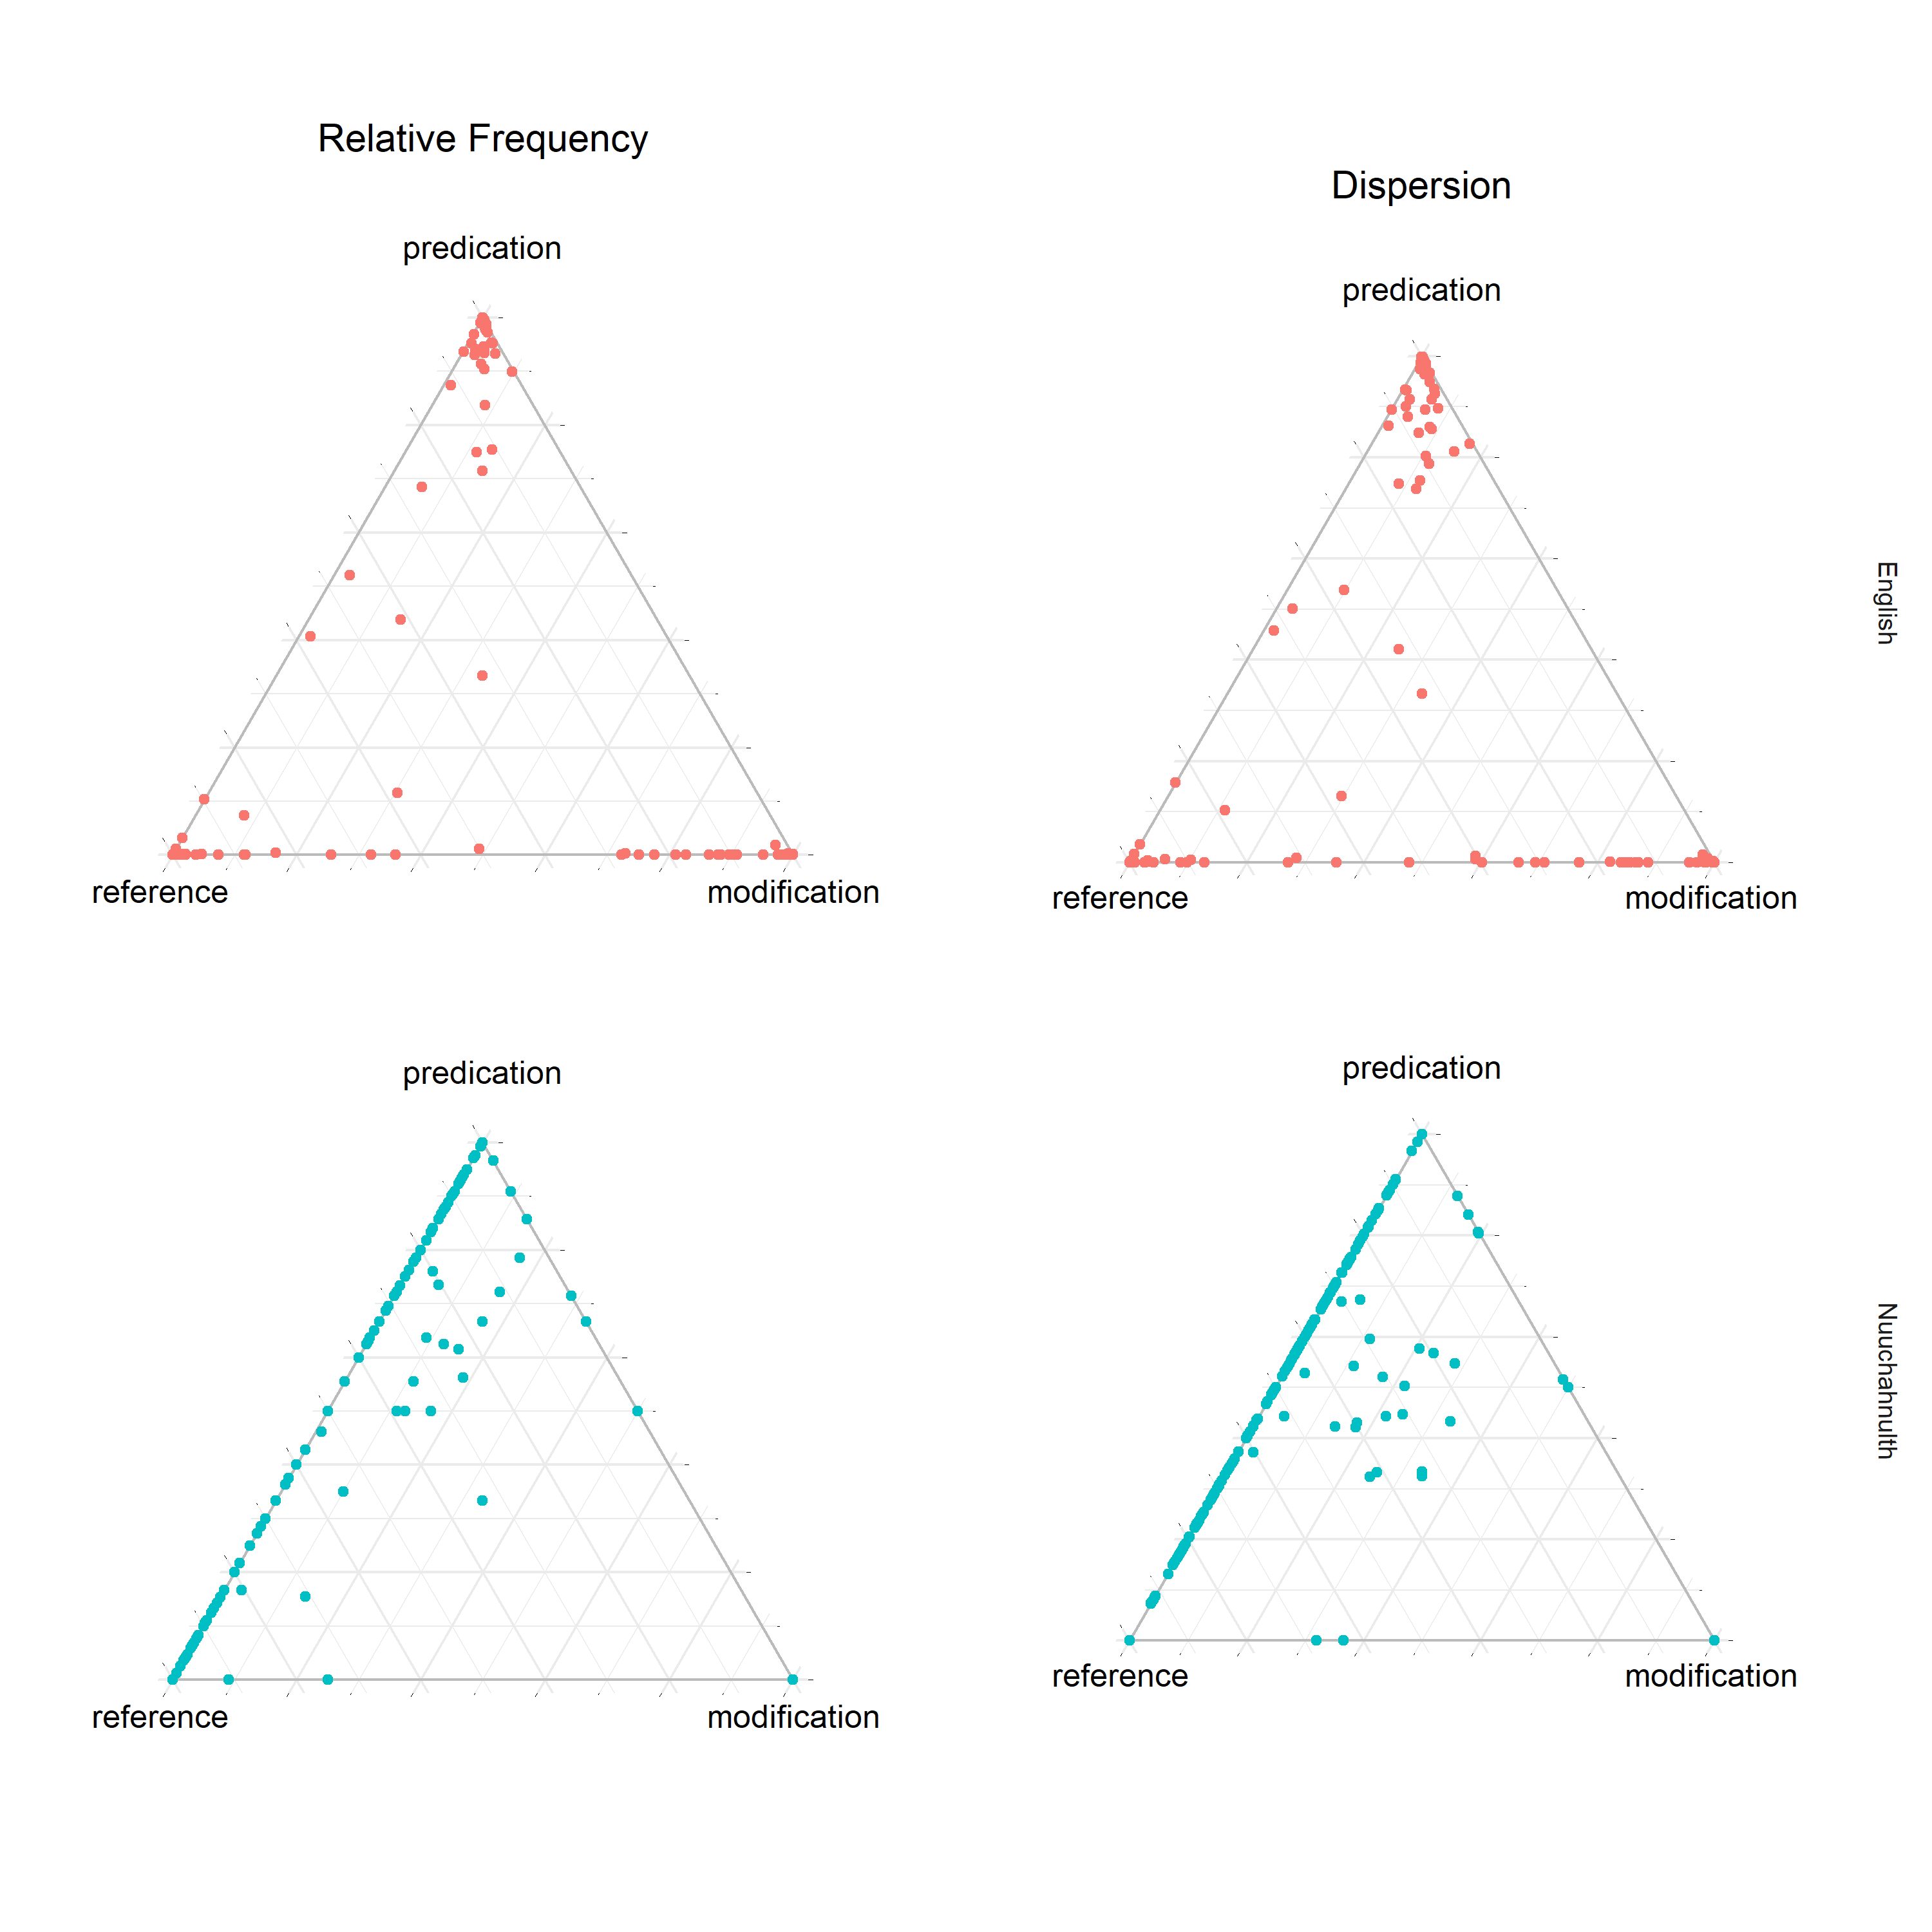 Relative Frequency
Dispersion
predication
predication
English
reference
modification
reference
modification
predication
predication
Nuuchahnulth
reference
modification
reference
modification